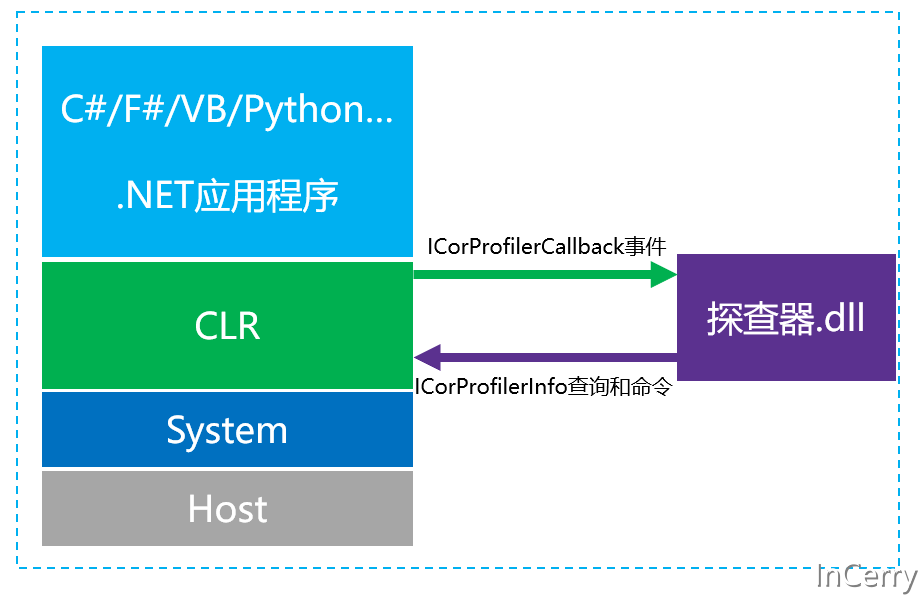 C#/F#/VB/Python...
.NET应用程序
ICorProfilerCallback事件
CLR
探查器.dll
ICorProfilerInfo查询和命令
System
Host
InCerry